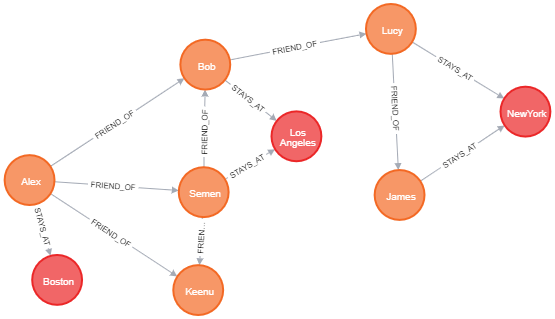 Lucy
FRIEND_OF
Bob
STAYS_AT
STAYS_AT
FRIEND_OF
FRIEND_OF
NewYork
FRIEND_OF
Los
Angeles
STAYS_AT
STAYS_AT
Alex
FRIEND_OF
Semen
James
STAYS_AT
FRIEND_OF
FRIEN...
Boston
Keenu